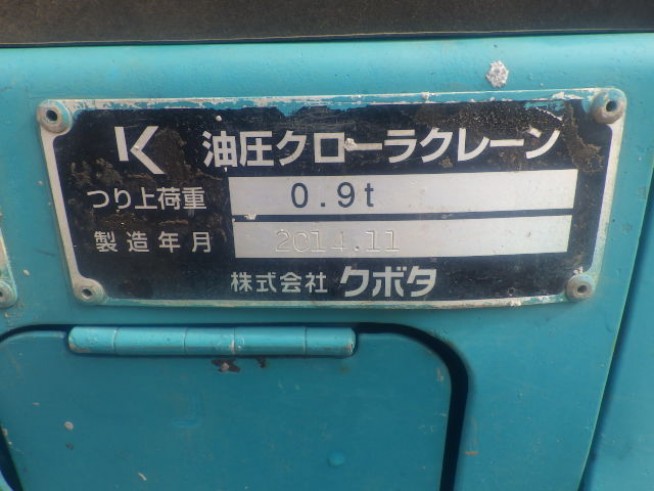 K 油圧クローラクレーン
つり上荷重 0.9t
製造年月 2014.11
株式会社 クボタ